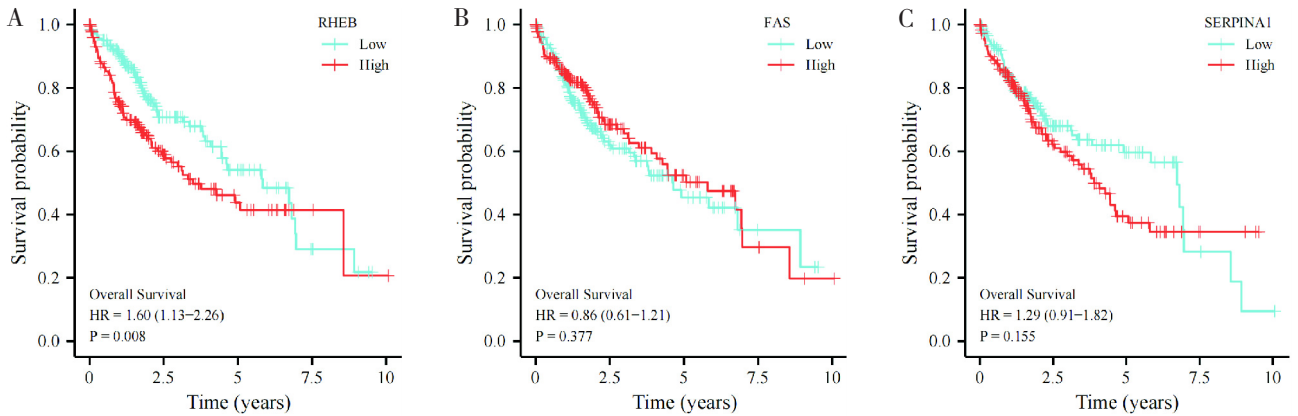 A
RHEB
Low
High
Survival probability
1.0
0.8
0.6
0.4
0.2
0.0
Overall Survival
HR = 1.60 (1.13−2.26)
P = 0.008
0
2.5
5
7.5
10
Time (years)
B
FAS
Low
High
Survival probability
1.0
0.8
0.6
0.4
0.2
0.0
Overall Survival
HR = 0.86 (0.61−1.21)
P = 0.377
0
2.5
5
7.5
10
Time (years)
C
SERPINA1
Low
High
Survival probability
1.0
0.8
0.6
0.4
0.2
0.0
Overall Survival
HR = 1.29 (0.91−1.82)
P = 0.155
0
2.5
5
7.5
10
Time (years)